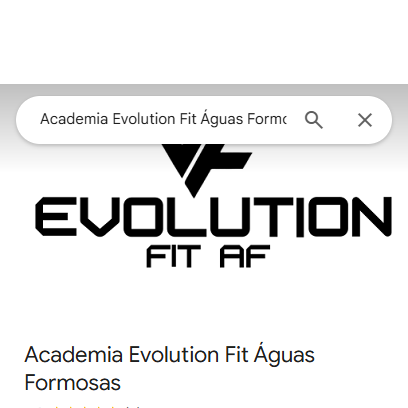 Academia Evolution Fit Águas Formo
EVOLUTION
FIT AF
Academia Evolution Fit Águas
Formosas